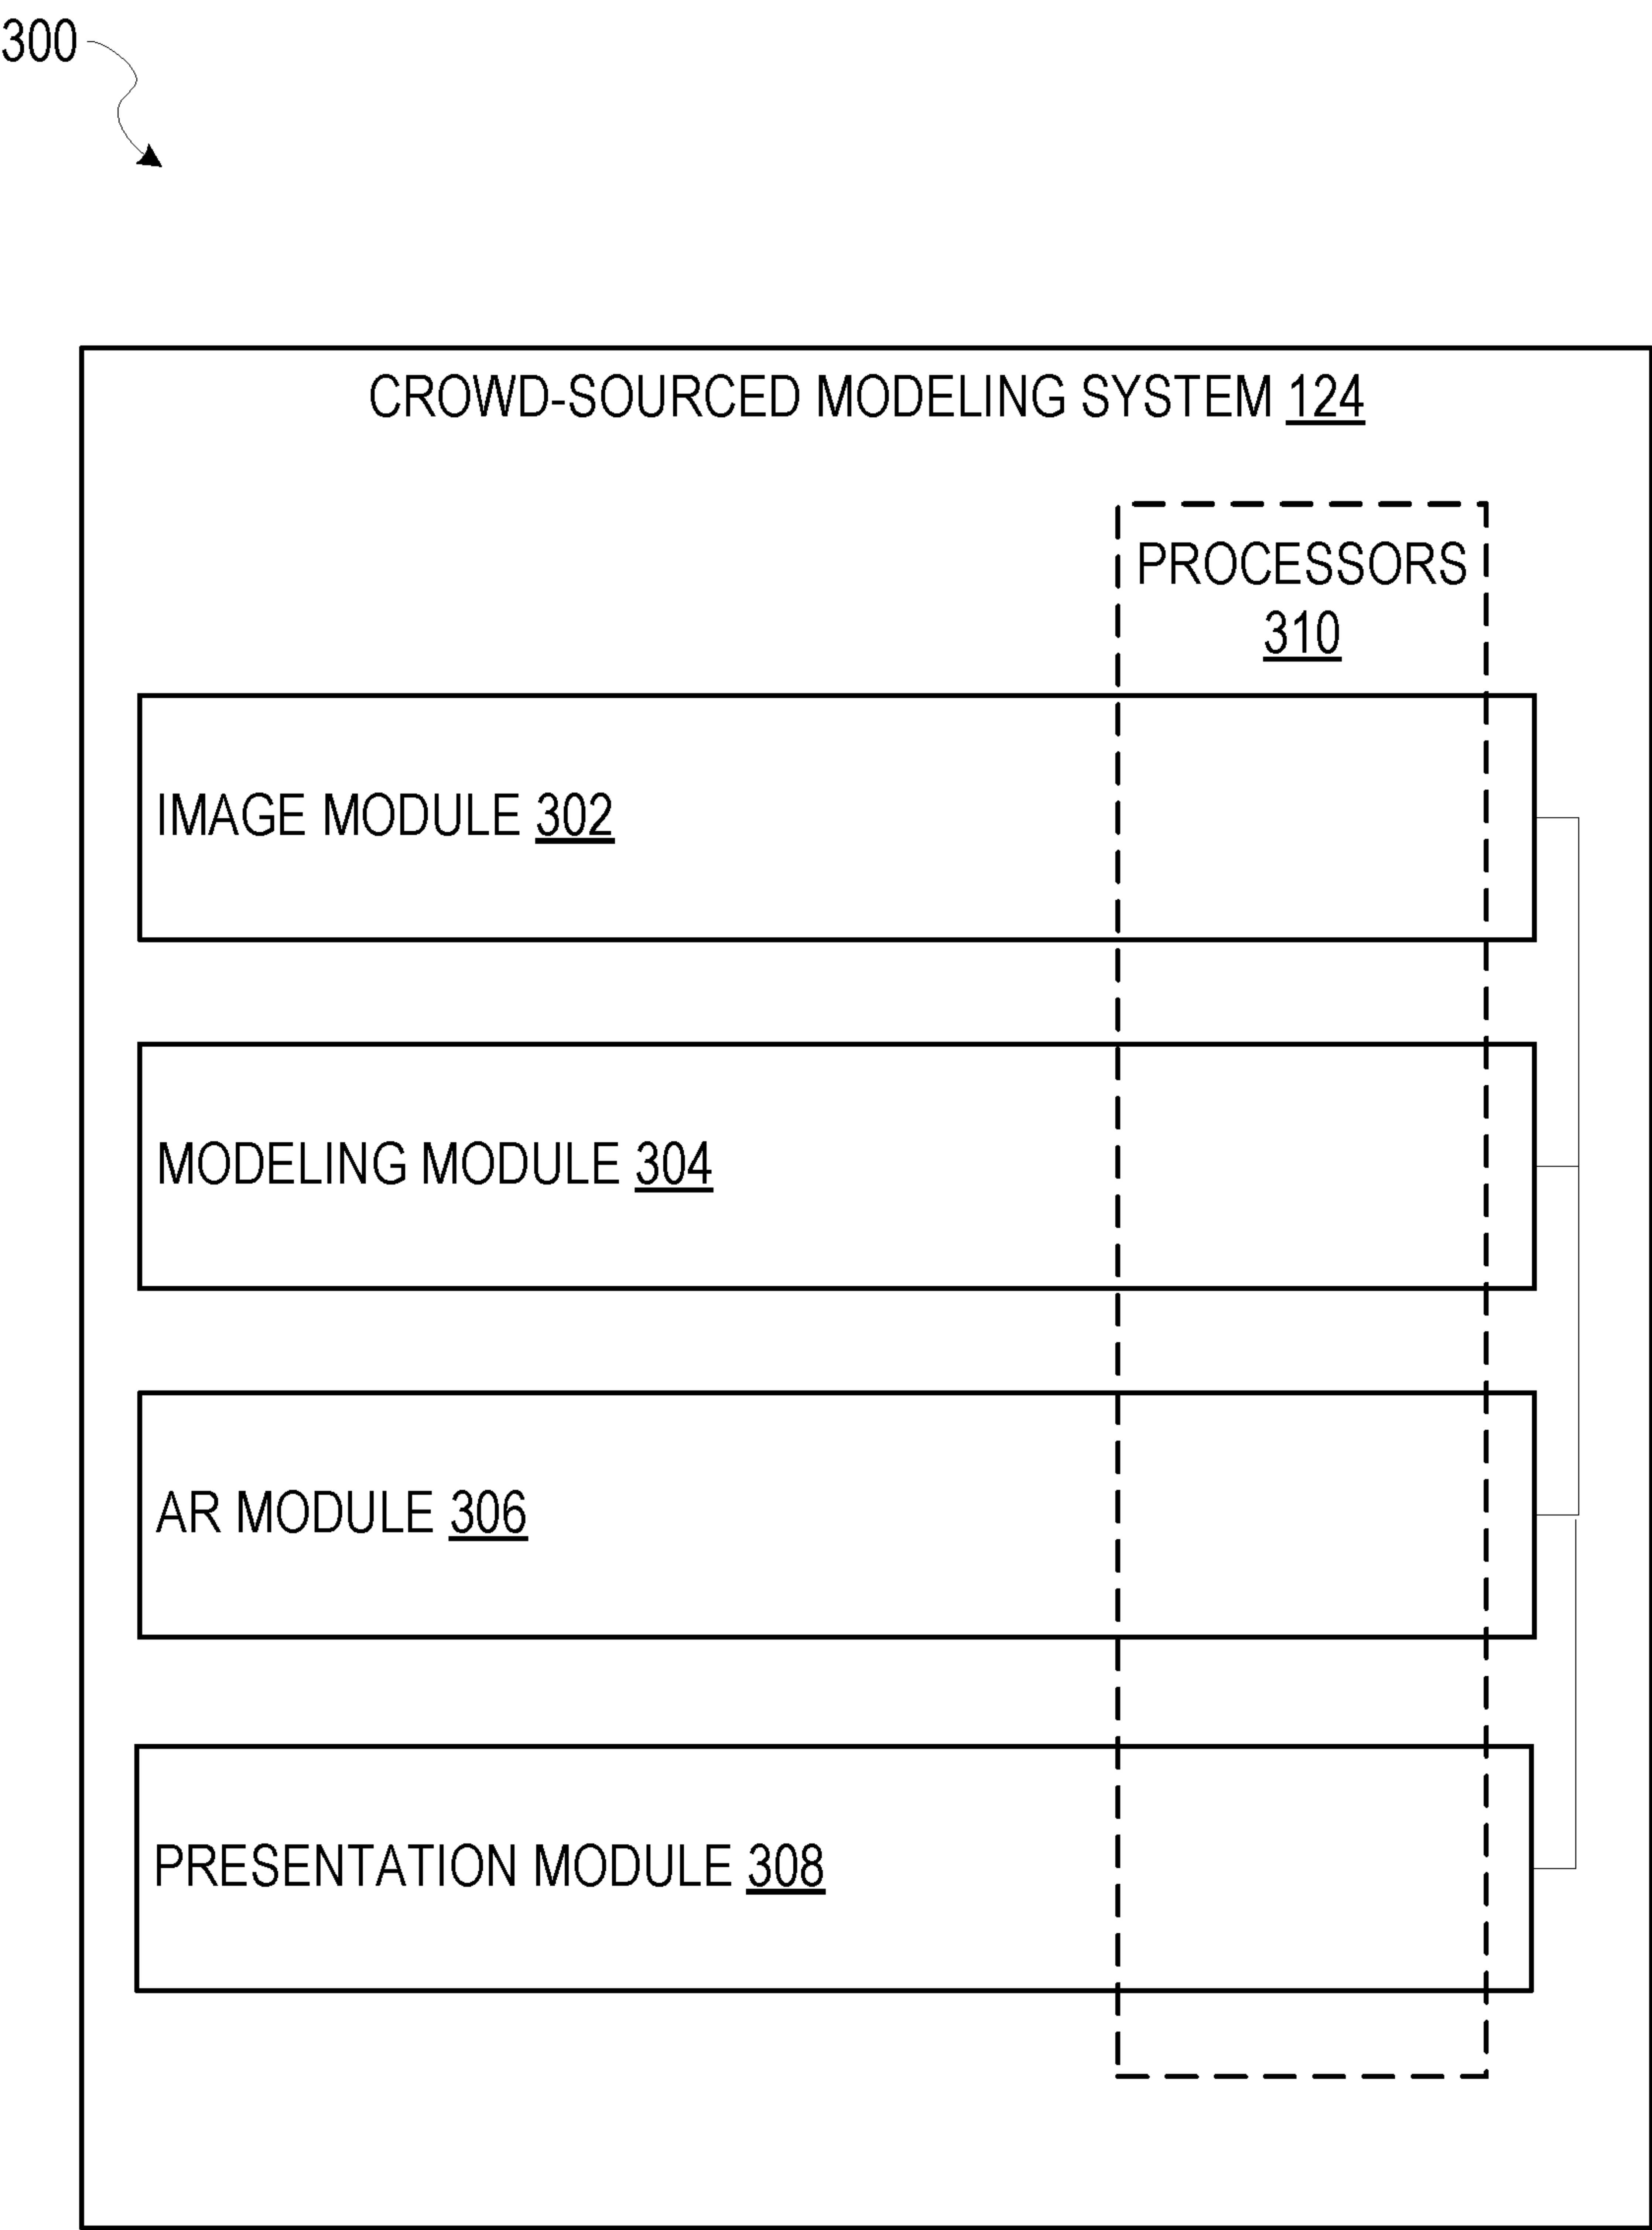 300
CROWD-SOURCED MODELING SYSTEM 124
PROCESSORS
310
IMAGE MODULE 302
MODELING MODULE 304
AR MODULE 306
PRESENTATION MODULE 308